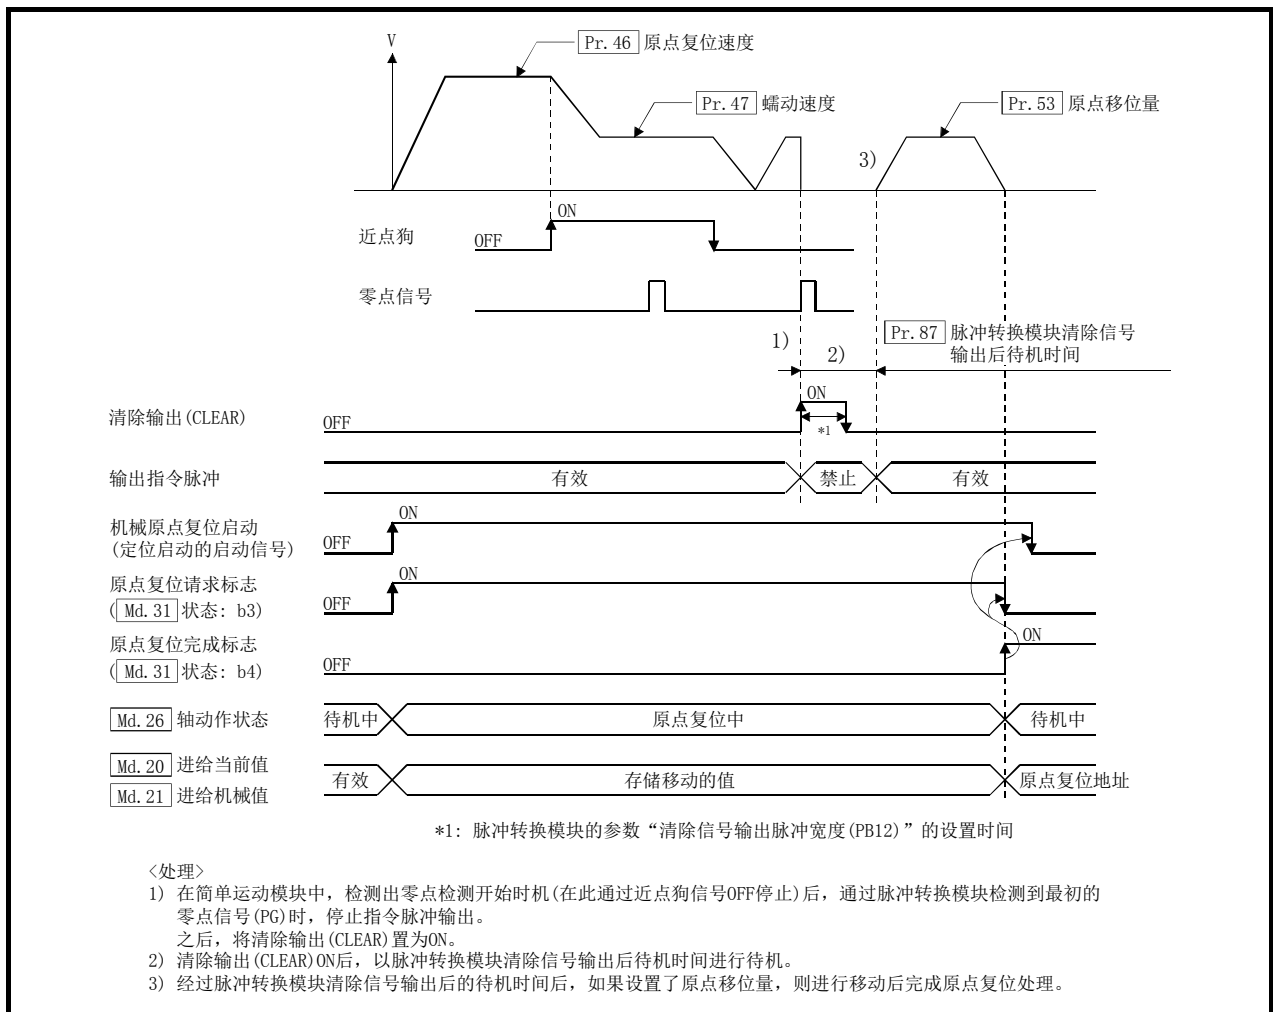 V
Pr. 46 原点复位速度
Pr. 47 蠕动速度
Pr. 53 原点移位量
3)
ON
近点狗
OFF
零点信号
1)
2)
Pr. 87 脉冲转换模块清除信号
输出后待机时间
ON
清除输出(CLEAR)
OFF
*1
输出指令脉冲
有效
禁止
有效
ON
机械原点复位启动
(定位启动的启动信号)
OFF
ON
原点复位请求标志
(Md. 31 状态: b3)
OFF
原点复位完成标志
ON
(Md. 31 状态: b4)
OFF
Md. 26 轴动作状态
待机中
原点复位中
待机中
Md. 20 进给当前值
Md. 21 进给机械值
有效
存储移动的值
原点复位地址
*1: 脉冲转换模块的参数“清除信号输出脉冲宽度(PB12)”的设置时间
<处理>
1) 在简单运动模块中，检测出零点检测开始时机(在此通过近点狗信号OFF停止)后，通过脉冲转换模块检测到最初的
零点信号(PG)时，停止指令脉冲输出。
之后，将清除输出(CLEAR)置为ON。
2) 清除输出(CLEAR)ON后，以脉冲转换模块清除信号输出后待机时间进行待机。
3) 经过脉冲转换模块清除信号输出后的待机时间后，如果设置了原点移位量，则进行移动后完成原点复位处理。